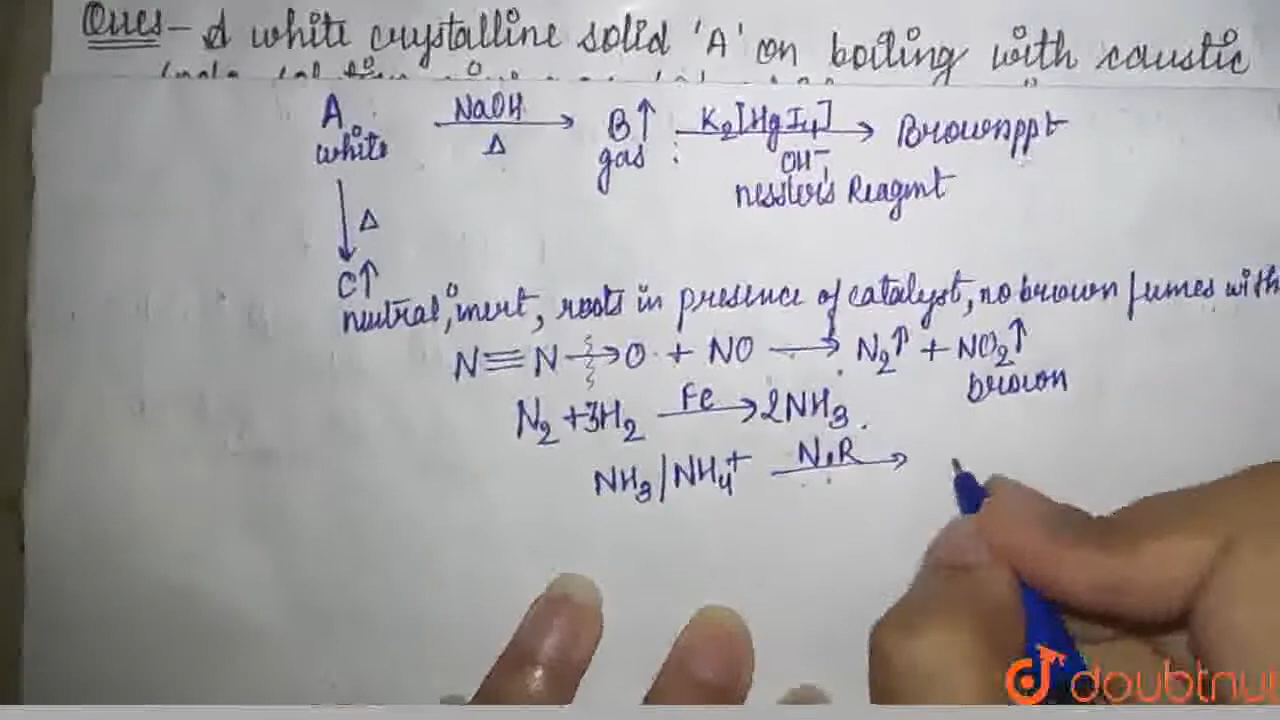 Ques - A white crystalline solid 'A' on boiling with caustic
A NaOH B↑ K2[HgI4] Brown ppt
white Δ gas : OH-
Nessler's Reagent
Δ
C↑
neutral, inert, roots in presence of catalyst, no brown fumes with
N≡N→O + NO → N2↑ + NO2↑
brown
N2 + 3H2 Fe → 2NH3.
NH3/NH4+ N.R →
doubtnut